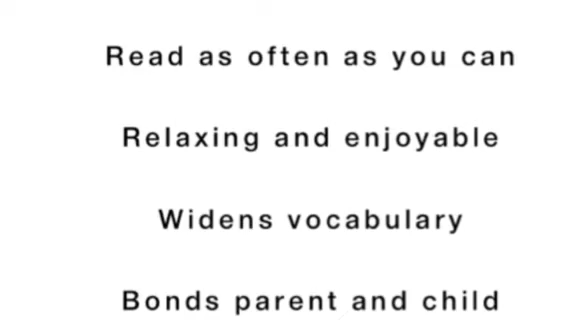 Read as often as you can
Relaxing and enjoyable
Widens vocabulary
Bonds parent and child